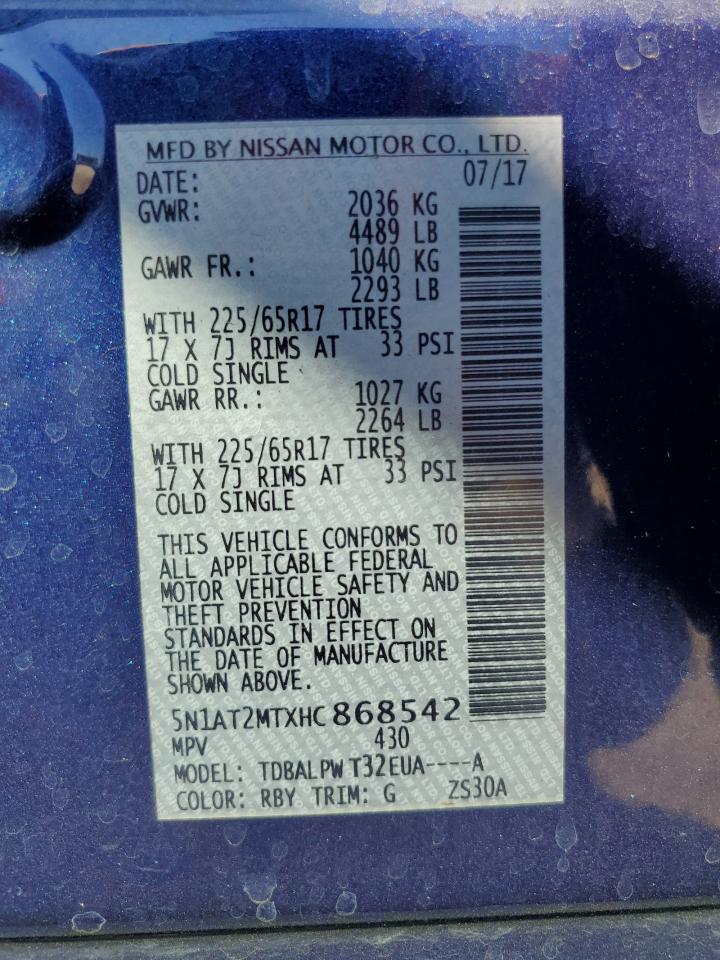 MFD BY NISSAN MOTOR CO., LTD.
DATE: 07/17
GVWR: 2036 KG
4489 LB
GAWR FR.: 1040 KG
2293 LB
WITH 225/65R17 TIRES
17 X 7J RIMS AT 33 PSI
COLD SINGLE
GAWR RR.: 1027 KG
2264 LB
WITH 225/65R17 TIRES
17 X 7J RIMS AT 33 PSI
COLD SINGLE
THIS VEHICLE CONFORMS TO
ALL APPLICABLE FEDERAL
MOTOR VEHICLE SAFETY AND
THEFT PREVENTION
STANDARDS IN EFFECT ON
THE DATE OF MANUFACTURE
SHOWN ABOVE.
5N1AT2MTXHC868542
MPV 430
MODEL: TDBALPW T32EUA----A
COLOR: RBY TRIM: G ZS30A